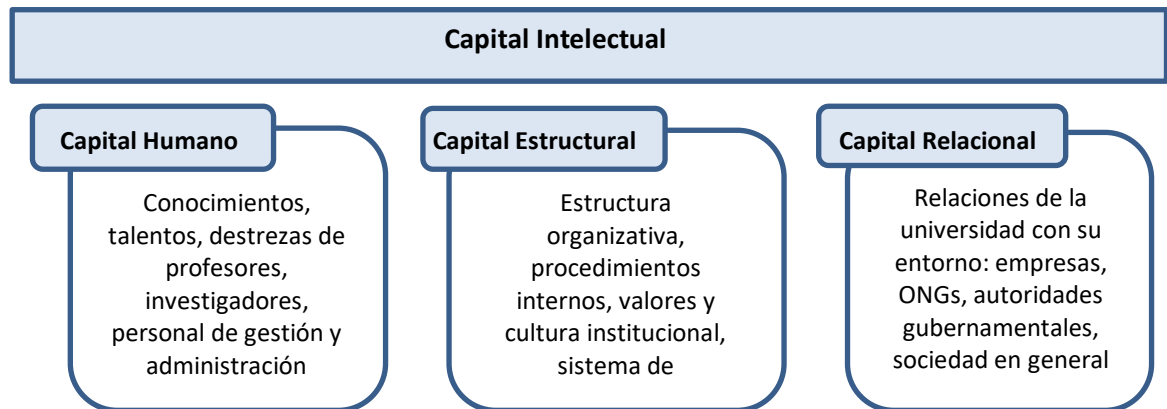 Capital Intelectual
Capital Humano
Conocimientos,
talentos, destrezas de
profesores,
investigadores,
personal de gestión y
administración
Capital Estructural
Estructura
organizativa,
procedimientos
internos, valores y
cultura institucional,
sistema de
Capital Relacional
Relaciones de la
universidad con su
entorno: empresas,
ONGs, autoridades
gubernamentales,
sociedad en general